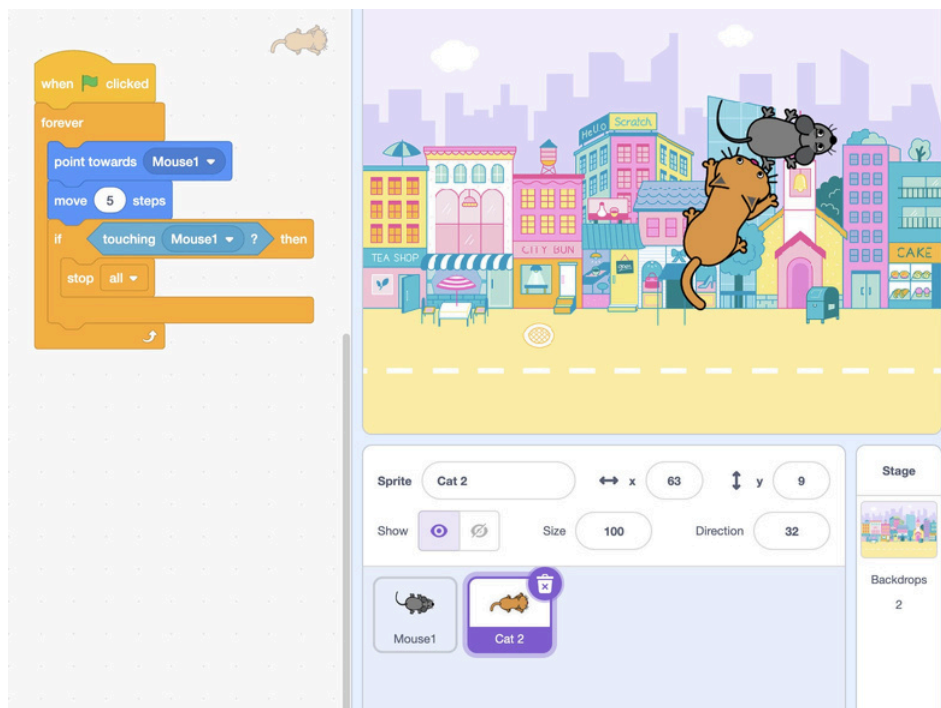 when clicked
forever
point towards Mouse1
move 5 steps
if touching Mouse1 ? then
stop all
Hello Scratch
TEA SHOP
CITY BUN
OPEN
CAKE
Sprite Cat 2 x 63 y 9
Show Size 100 Direction 32
Mouse1
Cat 2
Stage
Backdrops
2